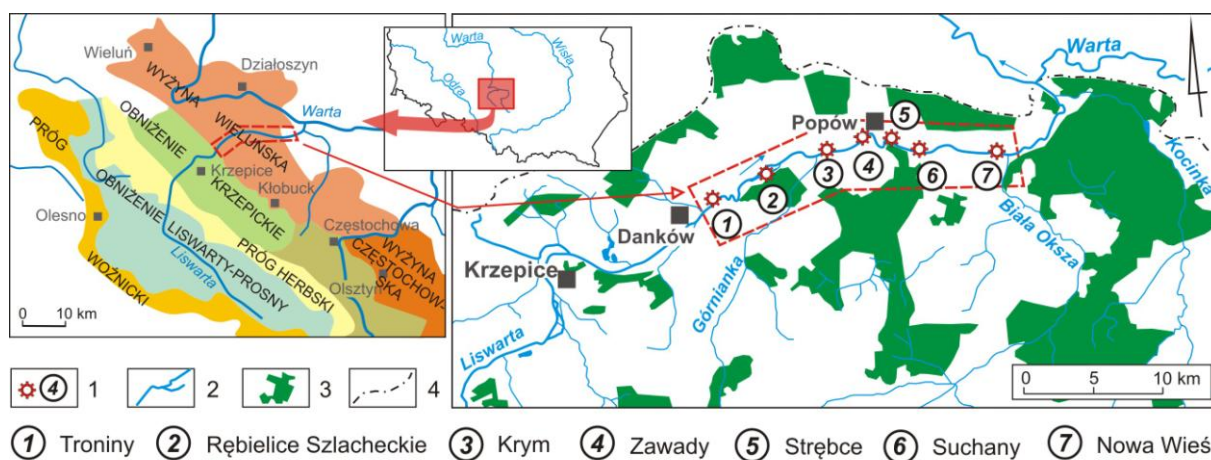 Wieluń
Działoszyn
WYŻYNA
Warta
OBNIŻENIE
WIELUŃSKA
PRÓG
Krzepice
KRZEPICKIE
Kłobuck
Olesno
OBNIŻENIE
LISWARTY-PROSNY
Liswarta
PRÓG HERBSKI
Częstochowa
WYŻYNA
CZĘSTOCHOW-
SKA
Olsztyn
WOŹNICKI
0 10 km
Warta
Wisła
Odra
Warta
Popów
5
Kocinka
3
4
6
7
2
1
Danków
Biała Oksza
Krzepice
Górnianka
Liswarta
0 5 10 km
4 1
2
3
4
1 Troniny
2 Rębielice Szlacheckie
3 Krym
4 Zawady
5 Strębce
6 Suchany
7 Nowa Wieś